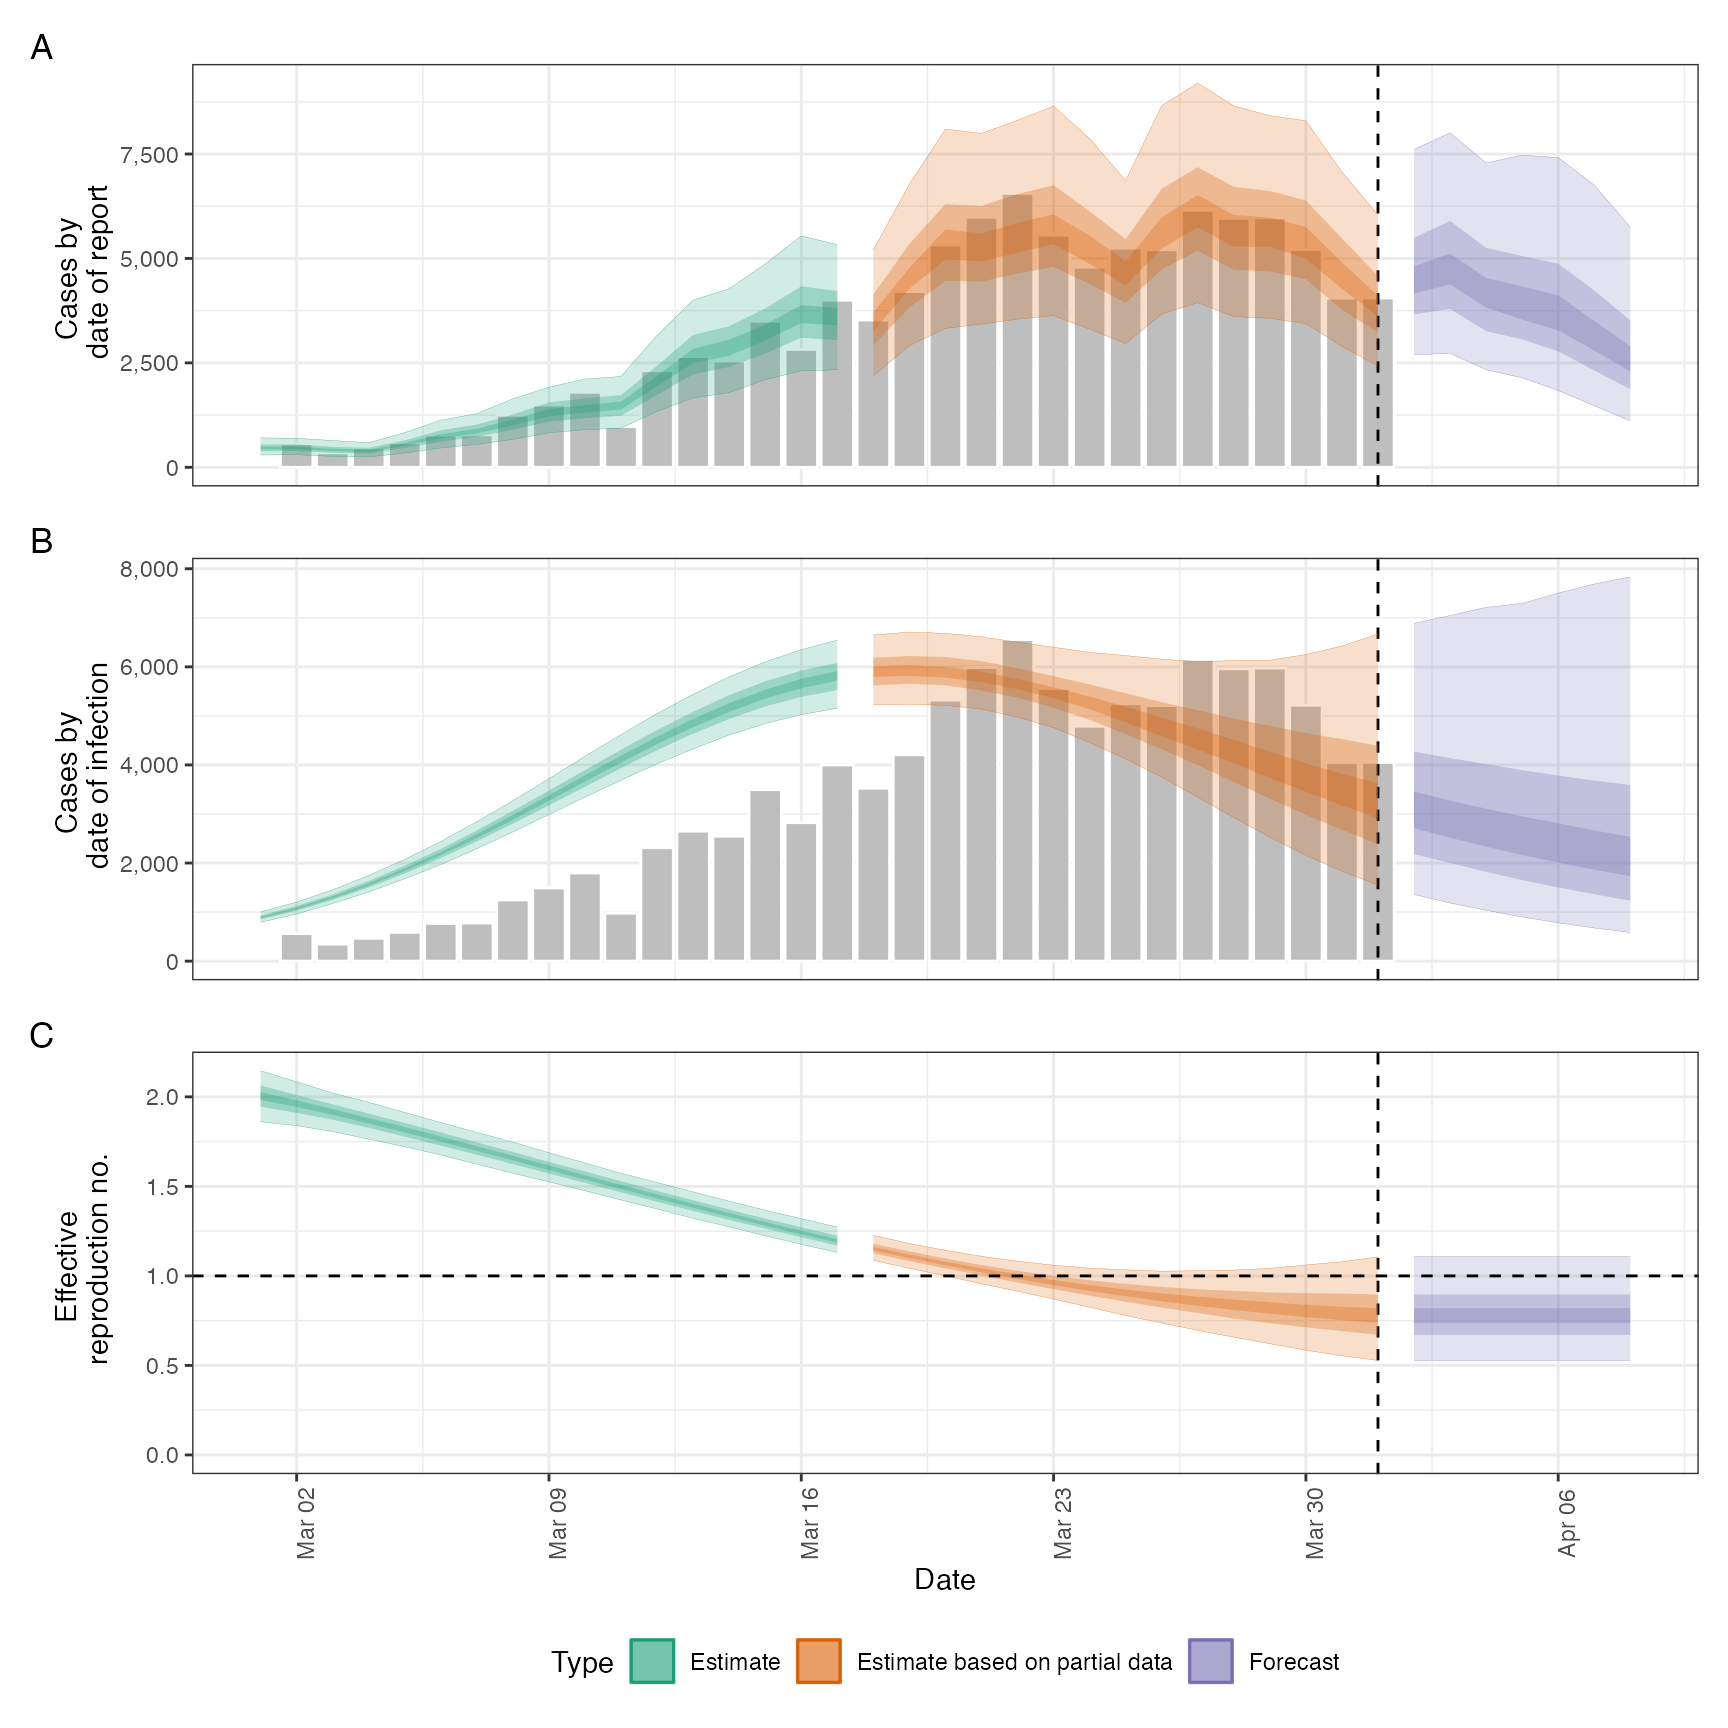 A
Cases by
date of report
7,500
5,000
2,500
0
B
Cases by
date of infection
8,000
6,000
4,000
2,000
0
C
Effective
reproduction no.
2.0
1.5
1.0
0.5
0.0
Mar 02
Mar 09
Mar 16
Mar 23
Mar 30
Apr 06
Date
Type Estimate Estimate based on partial data Forecast